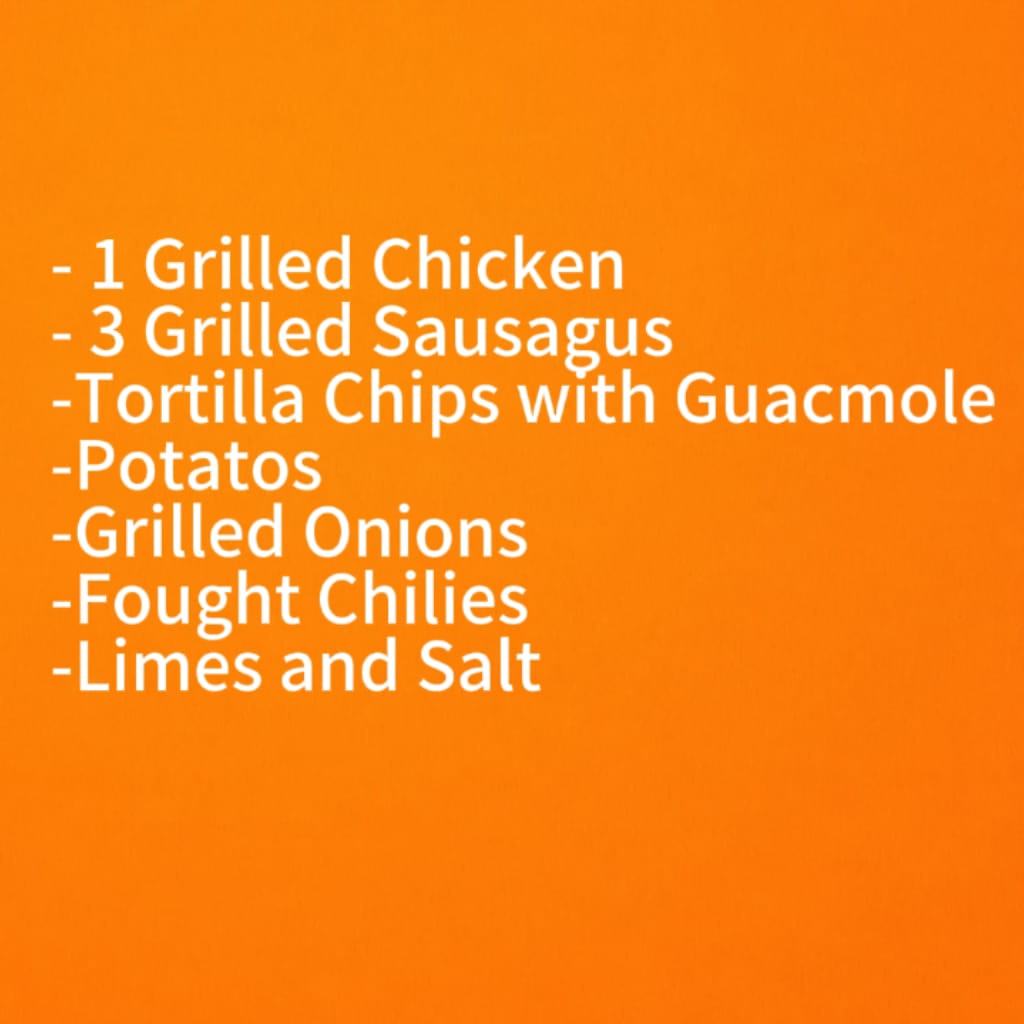 - 1 Grilled Chicken
- 3 Grilled Sausagus
-Tortilla Chips with Guacmole
-Potatos
-Grilled Onions
-Fought Chilies
-Limes and Salt